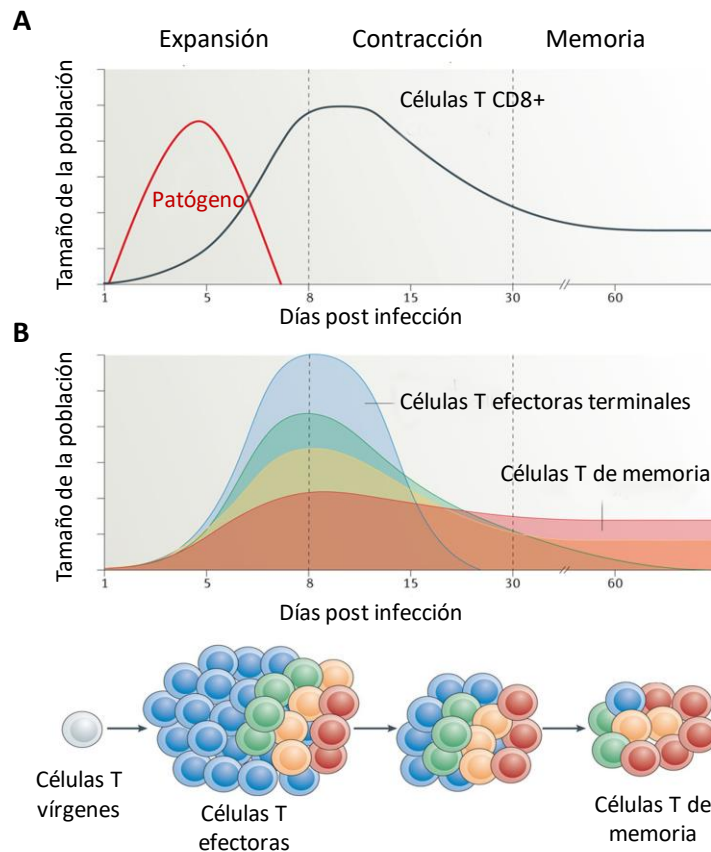 A
Expansión
Contracción
Memoria
Tamaño de la población
Células T CD8+
Patógeno
1
5
8
15
30
60
Días post infección
B
Tamaño de la población
Células T efectoras terminales
Células T de memoria
1
5
8
15
30
60
Días post infección
Células T
vírgenes
Células T
efectoras
Células T de
memoria